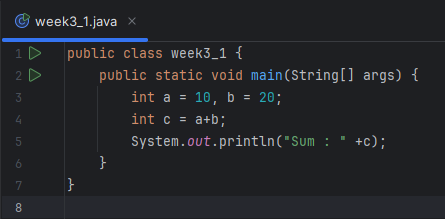 week3_1.java
1 public class week3_1 {
2 public static void main(String[] args) {
3 int a = 10, b = 20;
4 int c = a+b;
5 System.out.println("Sum : " +c);
6 }
7 }
8